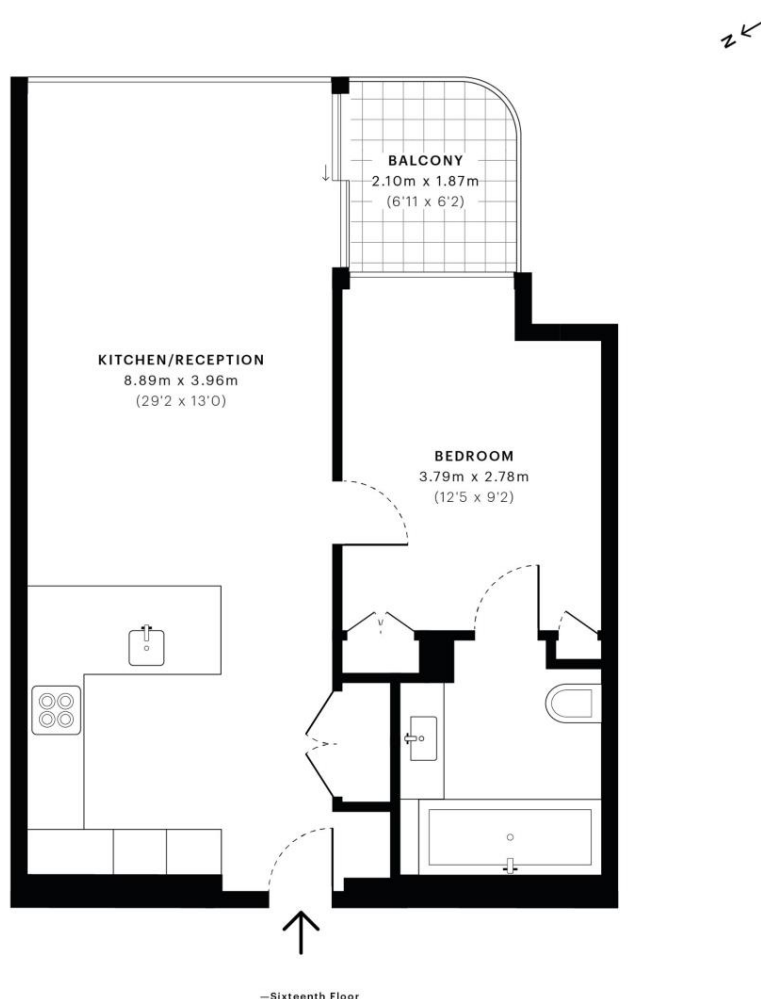 N
BALCONY
2.10m x 1.87m
(6'11 x 6'2)
KITCHEN/RECEPTION
8.89m x 3.96m
(29'2 x 13'0)
BEDROOM
3.79m x 2.78m
(12'5 x 9'2)
—Sixteenth Floor